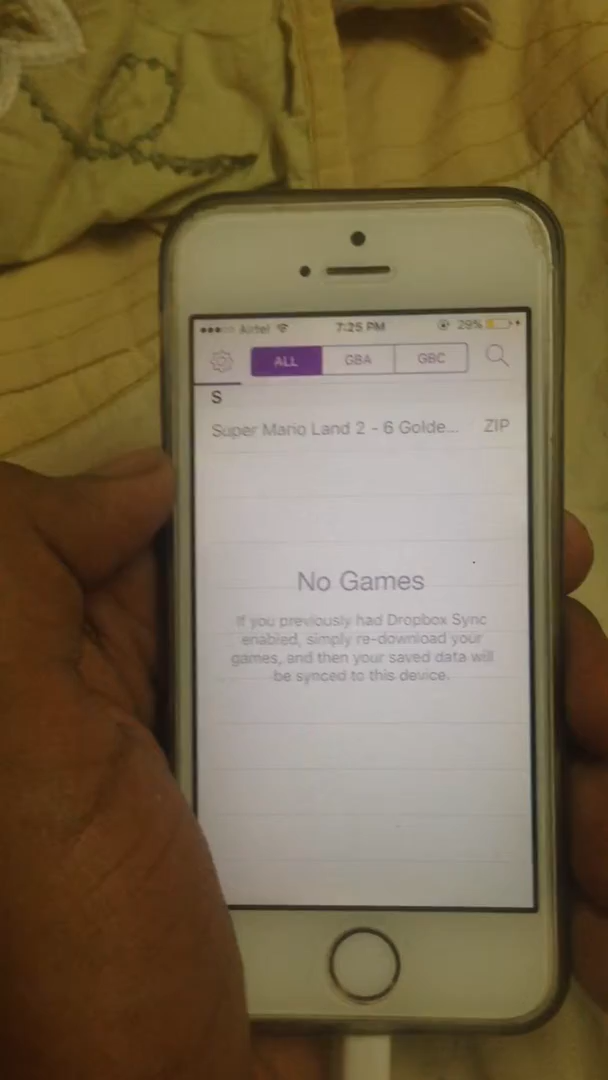 Airtel 7:25 PM 29%
ALL GBA GBC
S
Super Mario Land 2 - 6 Golde... ZIP
No Games
If you previously had Dropbox Sync
enabled, simply re-download your
games, and then your saved data will
be synced to this device.